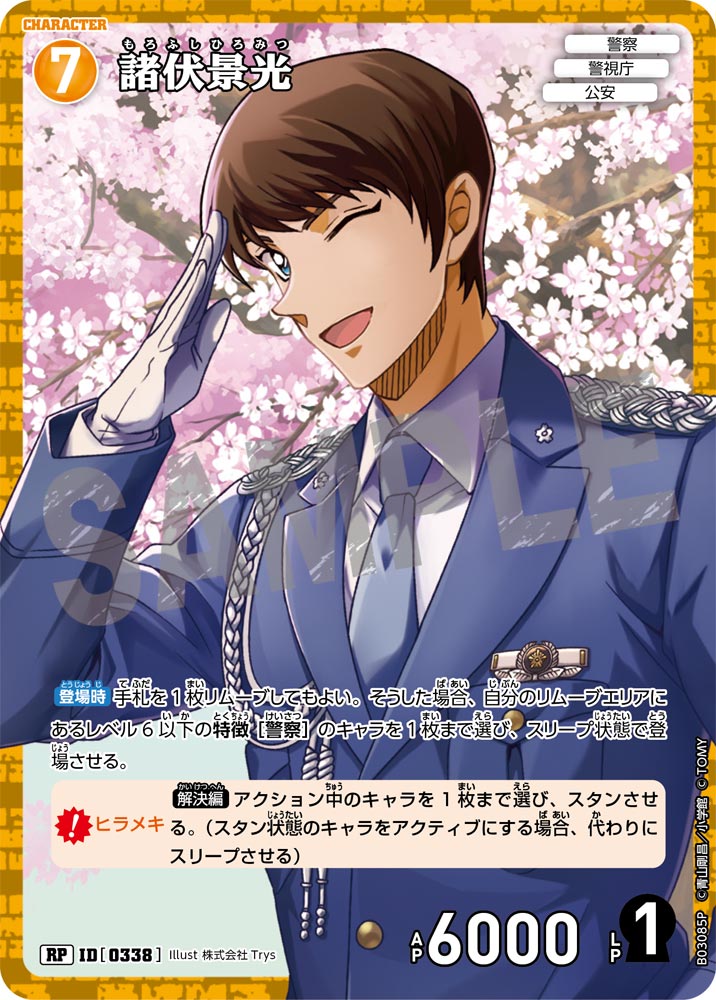 CHARACTER
7
もろふしひろみつ
諸伏景光
警察
警視庁
公安
SAMPLE
登場時 手札を1枚リムーブしてもよい。そうした場合、自分のリムーブエリアに
あるレベル6以下の特徴［警察］のキャラを1枚まで選び、スリープ状態で登
場させる。
ヒラメキ 解決編 アクション中のキャラを1枚まで選び、スタンさせ
る。(スタン状態のキャラをアクティブにする場合、代わりに
スリープさせる)
RP ID[0338] Illust 株式会社 Trys
AP 6000
LP 1
B03085P ©青山剛昌／小学館 ©TOMY